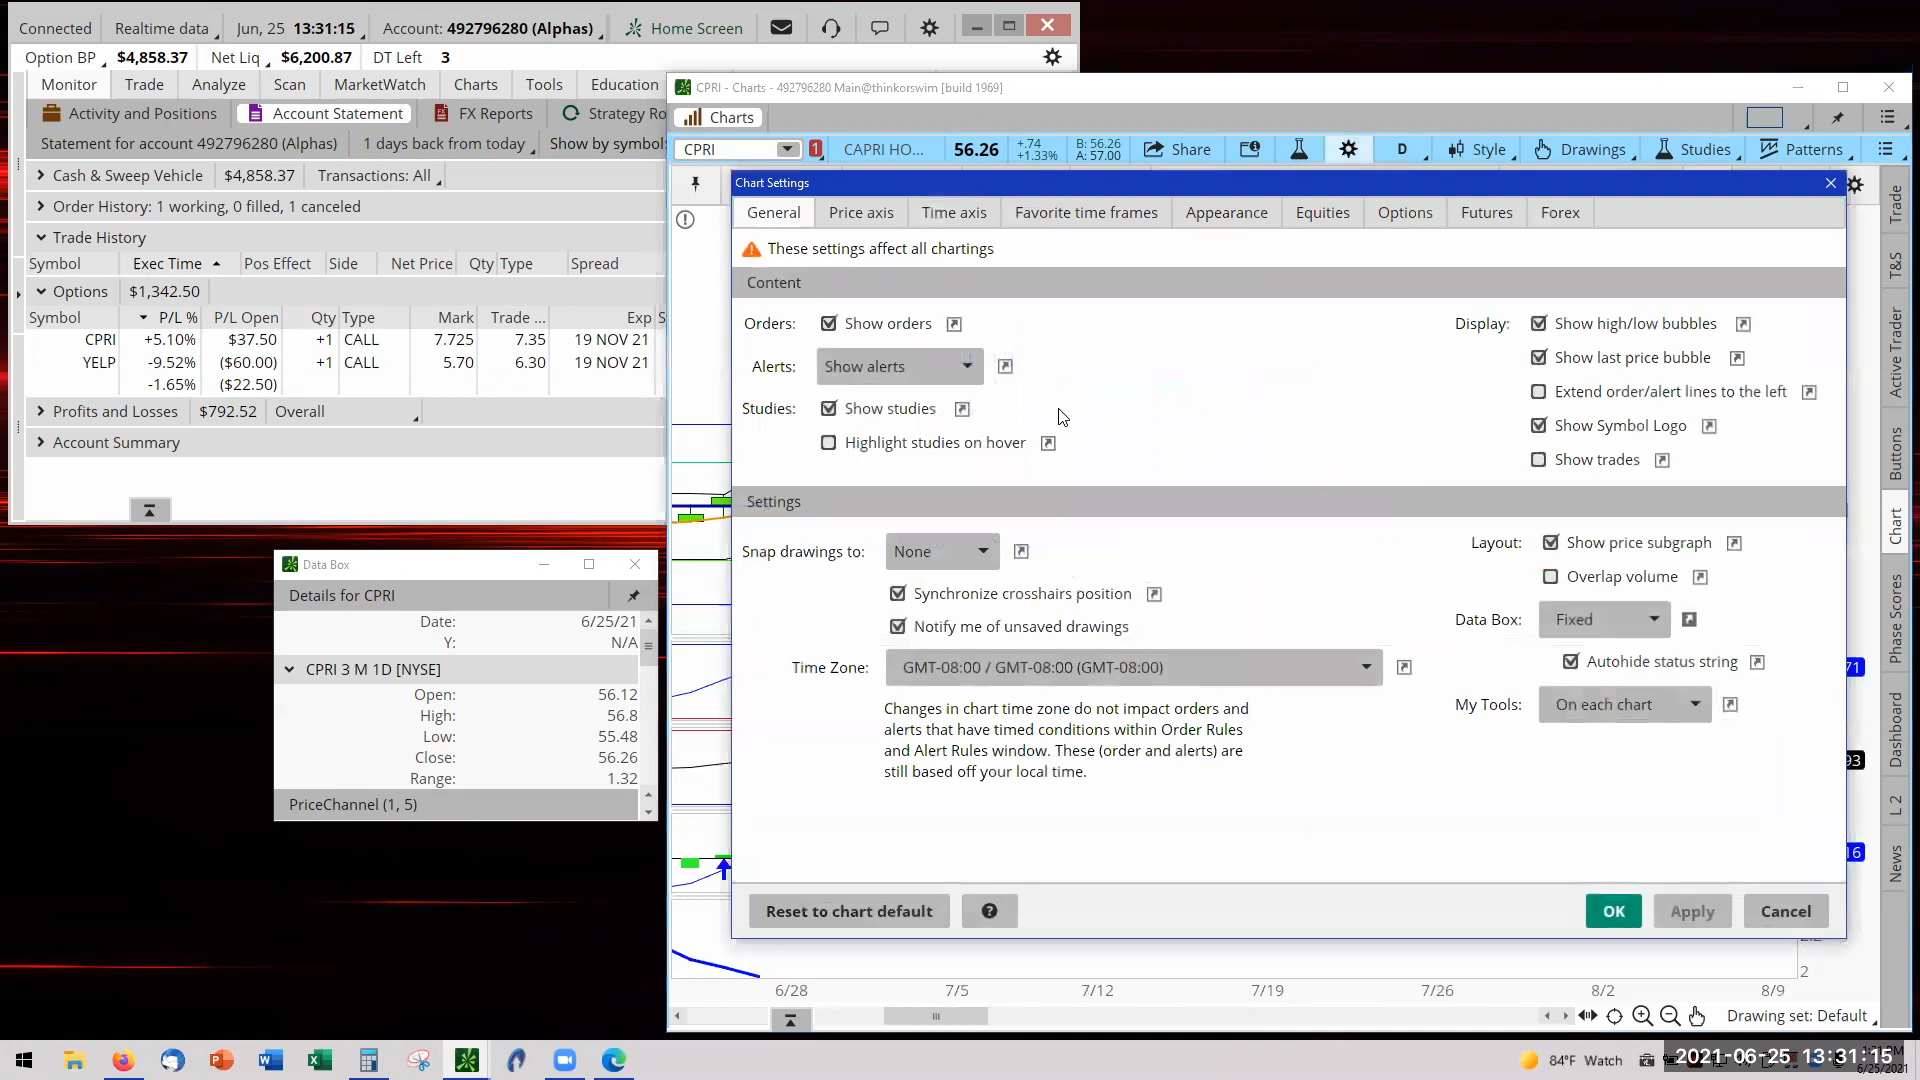 Connected Realtime data Jun, 25 13:31:15 Account: 492796280 (Alphas) Home Screen
Option BP $4,858.37 Net Liq $6,200.87 DT Left 3
Monitor Trade Analyze Scan MarketWatch Charts Tools Education
Activity and Positions Account Statement FX Reports Strategy Ro
Statement for account 492796280 (Alphas) 1 days back from today Show by symbol
Cash & Sweep Vehicle $4,858.37 Transactions: All
Order History: 1 working, 0 filled, 1 canceled
Trade History
Symbol Exec Time Pos Effect Side Net Price Qty Type Spread
Options $1,342.50
Symbol P/L % P/L Open Qty Type Mark Trade ... Exp S
CPRI +5.10% $37.50 +1 CALL 7.725 7.35 19 NOV 21
YELP -9.52% ($60.00) +1 CALL 5.70 6.30 19 NOV 21
-1.65% ($22.50)
Profits and Losses $792.52 Overall
Account Summary
Data Box
Details for CPRI
Date: 6/25/21
Y: N/A
CPRI 3 M 1D [NYSE]
Open: 56.12
High: 56.8
Low: 55.48
Close: 56.26
Range: 1.32
PriceChannel (1, 5)
CPRI - Charts - 492796280 Main@thinkorswim [build 1969]
Charts
CPRI 1 CAPRI HO... 56.26 +.74 +1.33% B: 56.26 A: 57.00 Share D Style Drawings Studies Patterns
Chart Settings
General Price axis Time axis Favorite time frames Appearance Equities Options Futures Forex
These settings affect all chartings
Content
Orders: Show orders
Alerts: Show alerts
Studies: Show studies
Highlight studies on hover
Display: Show high/low bubbles
Show last price bubble
Extend order/alert lines to the left
Show Symbol Logo
Show trades
Settings
Snap drawings to: None
Synchronize crosshairs position
Notify me of unsaved drawings
Time Zone: GMT-08:00 / GMT-08:00 (GMT-08:00)
Changes in chart time zone do not impact orders and
alerts that have timed conditions within Order Rules
and Alert Rules window. These (order and alerts) are
still based off your local time.
Layout: Show price subgraph
Overlap volume
Data Box: Fixed
Autohide status string
My Tools: On each chart
Reset to chart default ? OK Apply Cancel
71
93
16
2
6/28 7/5 7/12 7/19 7/26 8/2 8/9
Drawing set: Default
Trade
T&S
Active Trader
Buttons
Chart
Phase Scores
Dashboard
L 2
News
84°F Watch
2021-06-25 13:31:15
6/25/2021